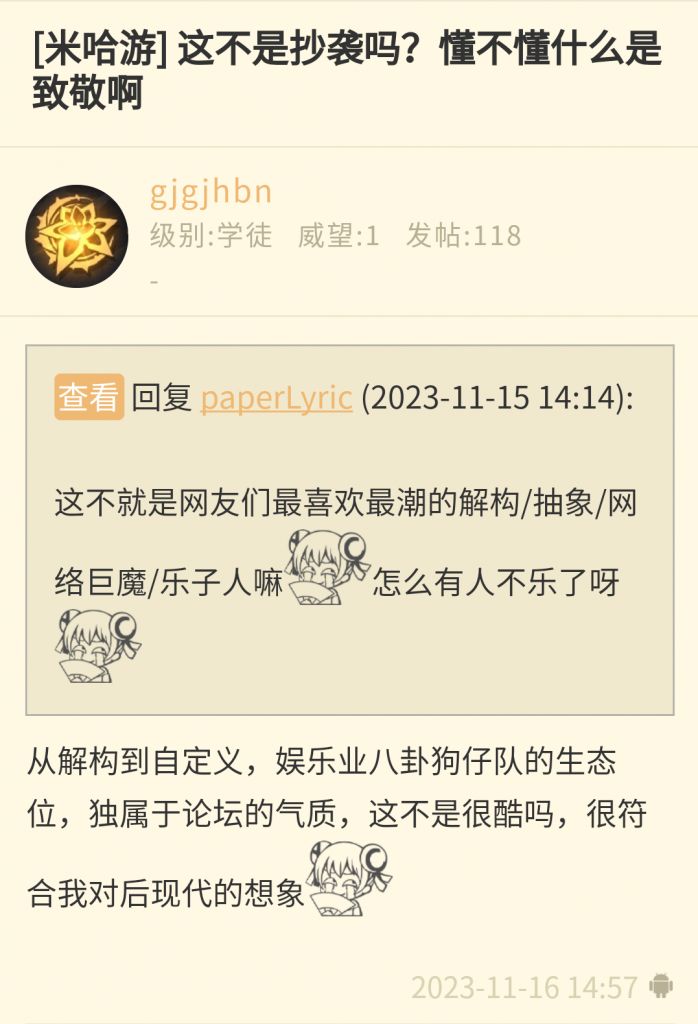 [米哈游] 这不是抄袭吗？懂不懂什么是
致敬啊
gjgjhbn
级别:学徒 威望:1 发帖:118
-
查看 回复 paperLyric (2023-11-15 14:14):
这不就是网友们最喜欢最潮的解构/抽象/网
络巨魔/乐子人嘛 怎么有人不乐了呀
从解构到自定义，娱乐业八卦狗仔队的生态
位，独属于论坛的气质，这不是很酷吗，很符
合我对后现代的想象
2023-11-16 14:57